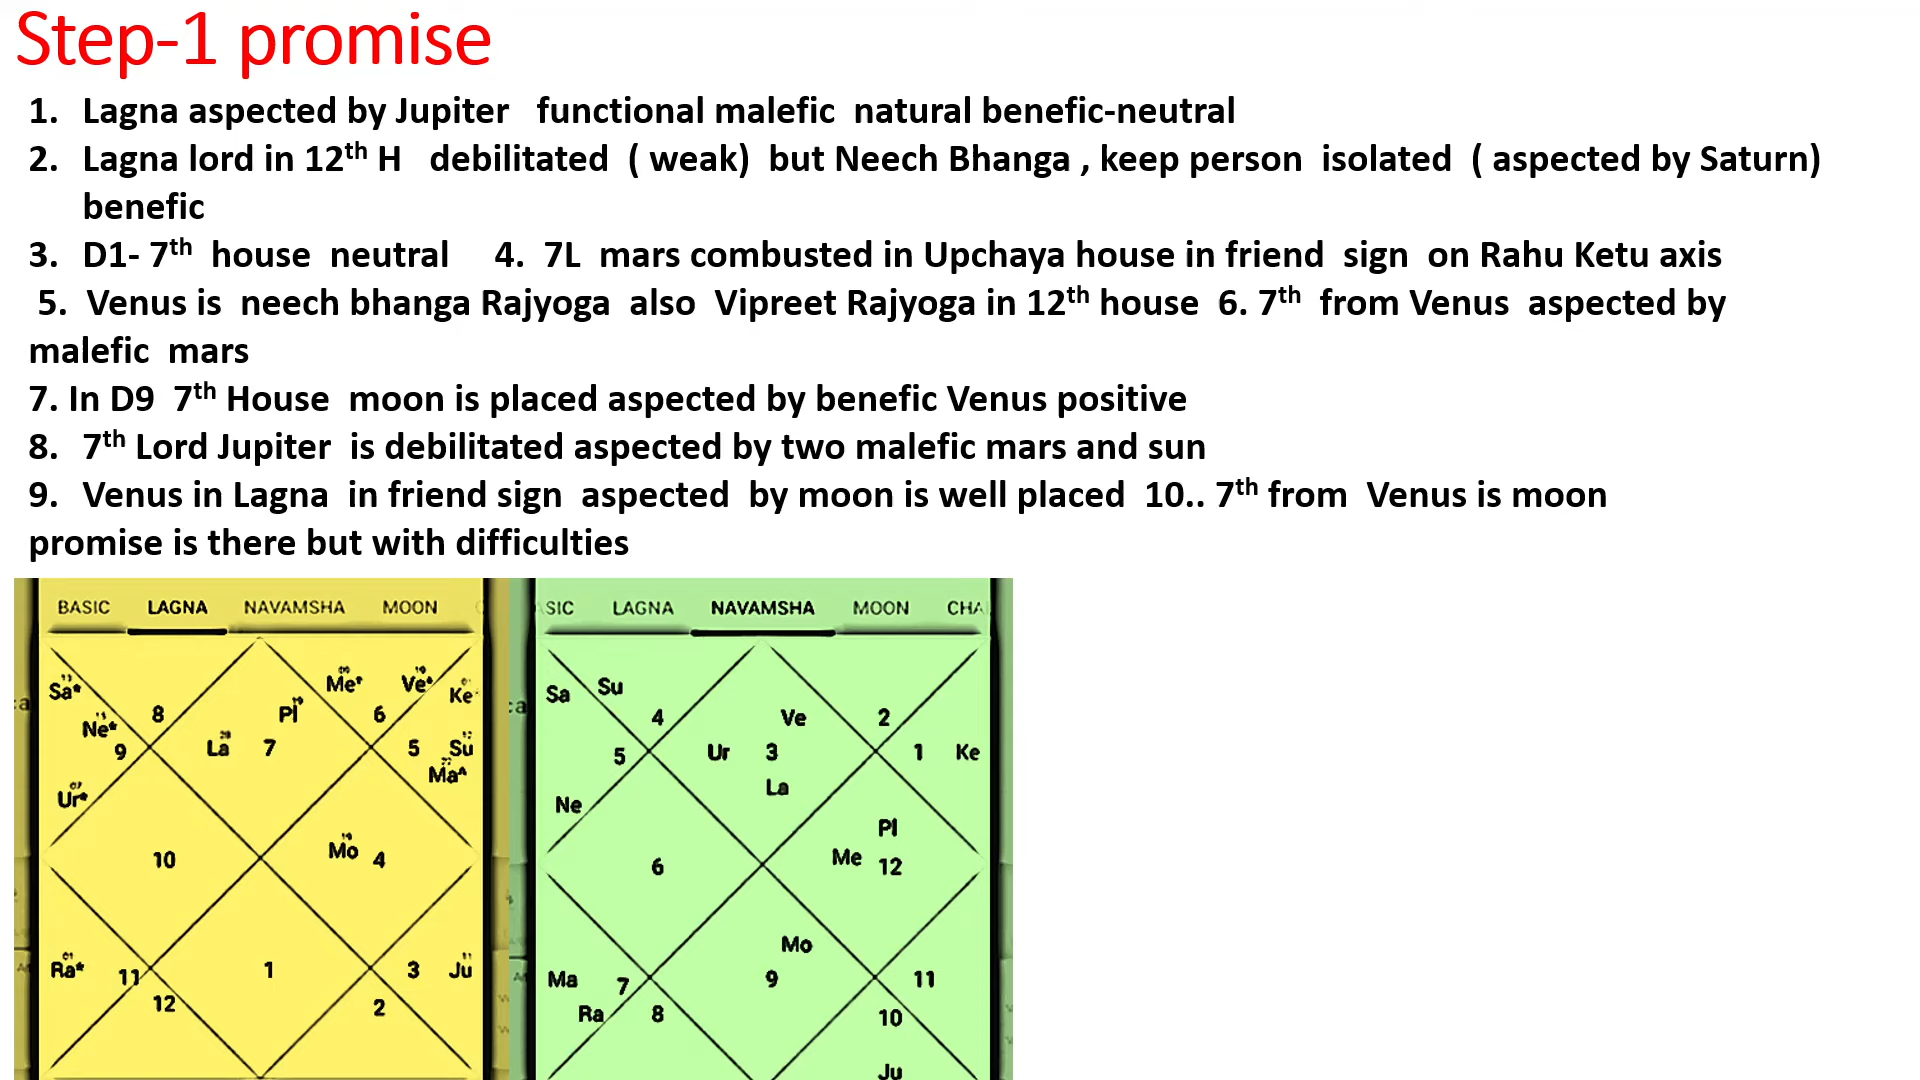 Step-1 promise
1. Lagna aspected by Jupiter functional malefic natural benefic-neutral
2. Lagna lord in 12th H debilitated ( weak) but Neech Bhanga , keep person isolated ( aspected by Saturn)
benefic
3. D1- 7th house neutral 4. 7L mars combusted in Upchaya house in friend sign on Rahu Ketu axis
5. Venus is neech bhanga Rajyoga also Vipreet Rajyoga in 12th house 6. 7th from Venus aspected by
malefic mars
7. In D9 7th House moon is placed aspected by benefic Venus positive
8. 7th Lord Jupiter is debilitated aspected by two malefic mars and sun
9. Venus in Lagna in friend sign aspected by moon is well placed 10.. 7th from Venus is moon
promise is there but with difficulties
BASIC LAGNA NAVAMSHA MOON
Sa* 8 Pl* Me* Ve* Ke
Ne* 9 La 7 6 5 Su
Ma^
Ur*
10 Mo 4
Ra* 11 1 3 Ju
12 2
SIC LAGNA NAVAMSHA MOON CHA
Sa Su 4 Ve 2
5 Ur 3 1 Ke
La
Ne
Pl
6 Me 12
Mo
Ma 7 9 11
Ra 8 10
Ju